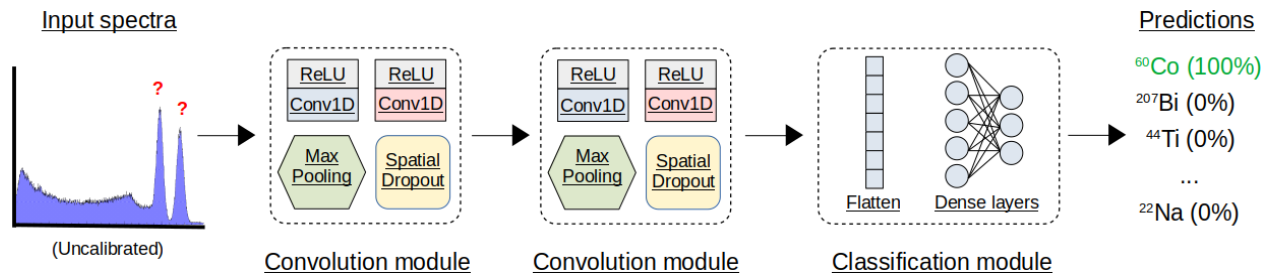 Input spectra
?
?
(Uncalibrated)
ReLU
Conv1D
ReLU
Conv1D
Max
Pooling
Spatial
Dropout
Convolution module
ReLU
Conv1D
ReLU
Conv1D
Max
Pooling
Spatial
Dropout
Convolution module
Flatten
Dense layers
Classification module
Predictions
⁶⁰Co (100%)
²⁰⁷Bi (0%)
⁴⁴Ti (0%)
...
²²Na (0%)